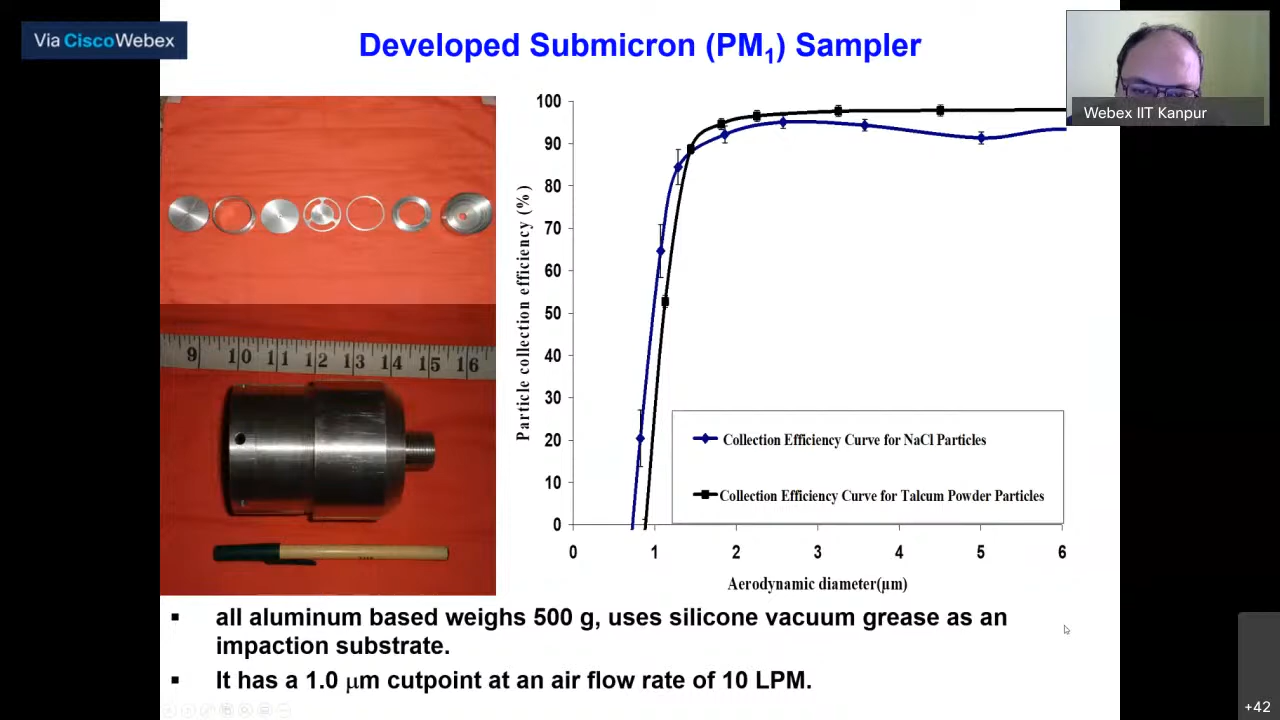 Via CiscoWebex
Developed Submicron (PM₁) Sampler
Webex IIT Kanpur
9 10 11 12 13 14 15 16
100
90
80
70
60
50
40
30
20
10
0
Particle collection efficiency (%)
Collection Efficiency Curve for NaCl Particles
Collection Efficiency Curve for Talcum Powder Particles
0 1 2 3 4 5 6
Aerodynamic diameter(µm)
▪ all aluminum based weighs 500 g, uses silicone vacuum grease as an
impaction substrate.
▪ It has a 1.0 µm cutpoint at an air flow rate of 10 LPM.
+42